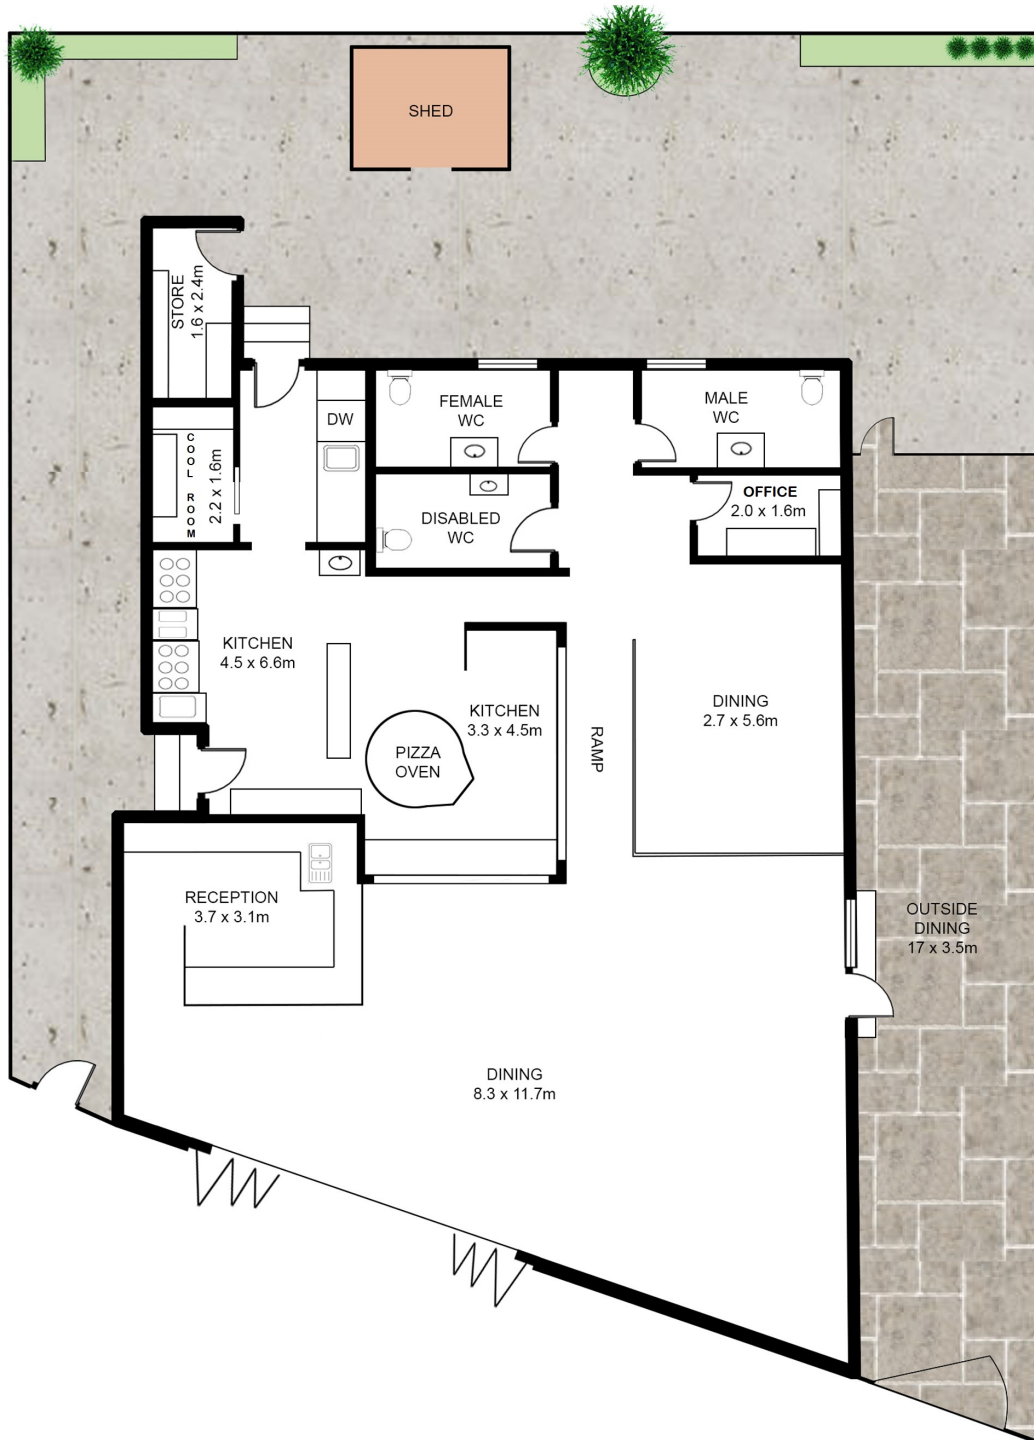 SHED
STORE
1.6 x 2.4m
FEMALE
WC
MALE
WC
DW
COOL ROOM
2.2 x 1.6m
OFFICE
2.0 x 1.6m
DISABLED
WC
KITCHEN
4.5 x 6.6m
KITCHEN
3.3 x 4.5m
DINING
2.7 x 5.6m
RAMP
PIZZA
OVEN
RECEPTION
3.7 x 3.1m
OUTSIDE
DINING
17 x 3.5m
DINING
8.3 x 11.7m